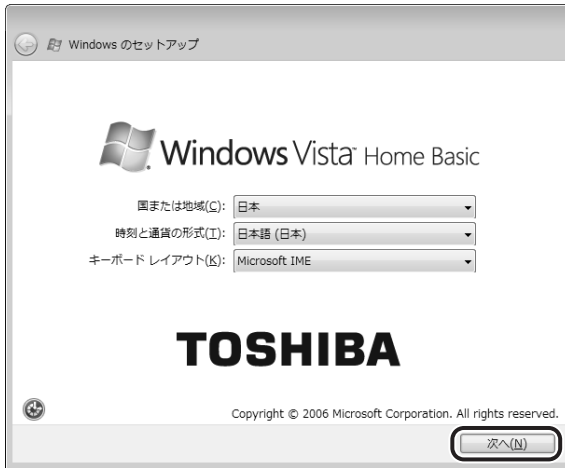 Windows のセットアップ
Windows Vista™ Home Basic
国または地域(C): 日本
時刻と通貨の形式(T): 日本語 (日本)
キーボード レイアウト(K): Microsoft IME
TOSHIBA
Copyright © 2006 Microsoft Corporation. All rights reserved.
次へ(N)